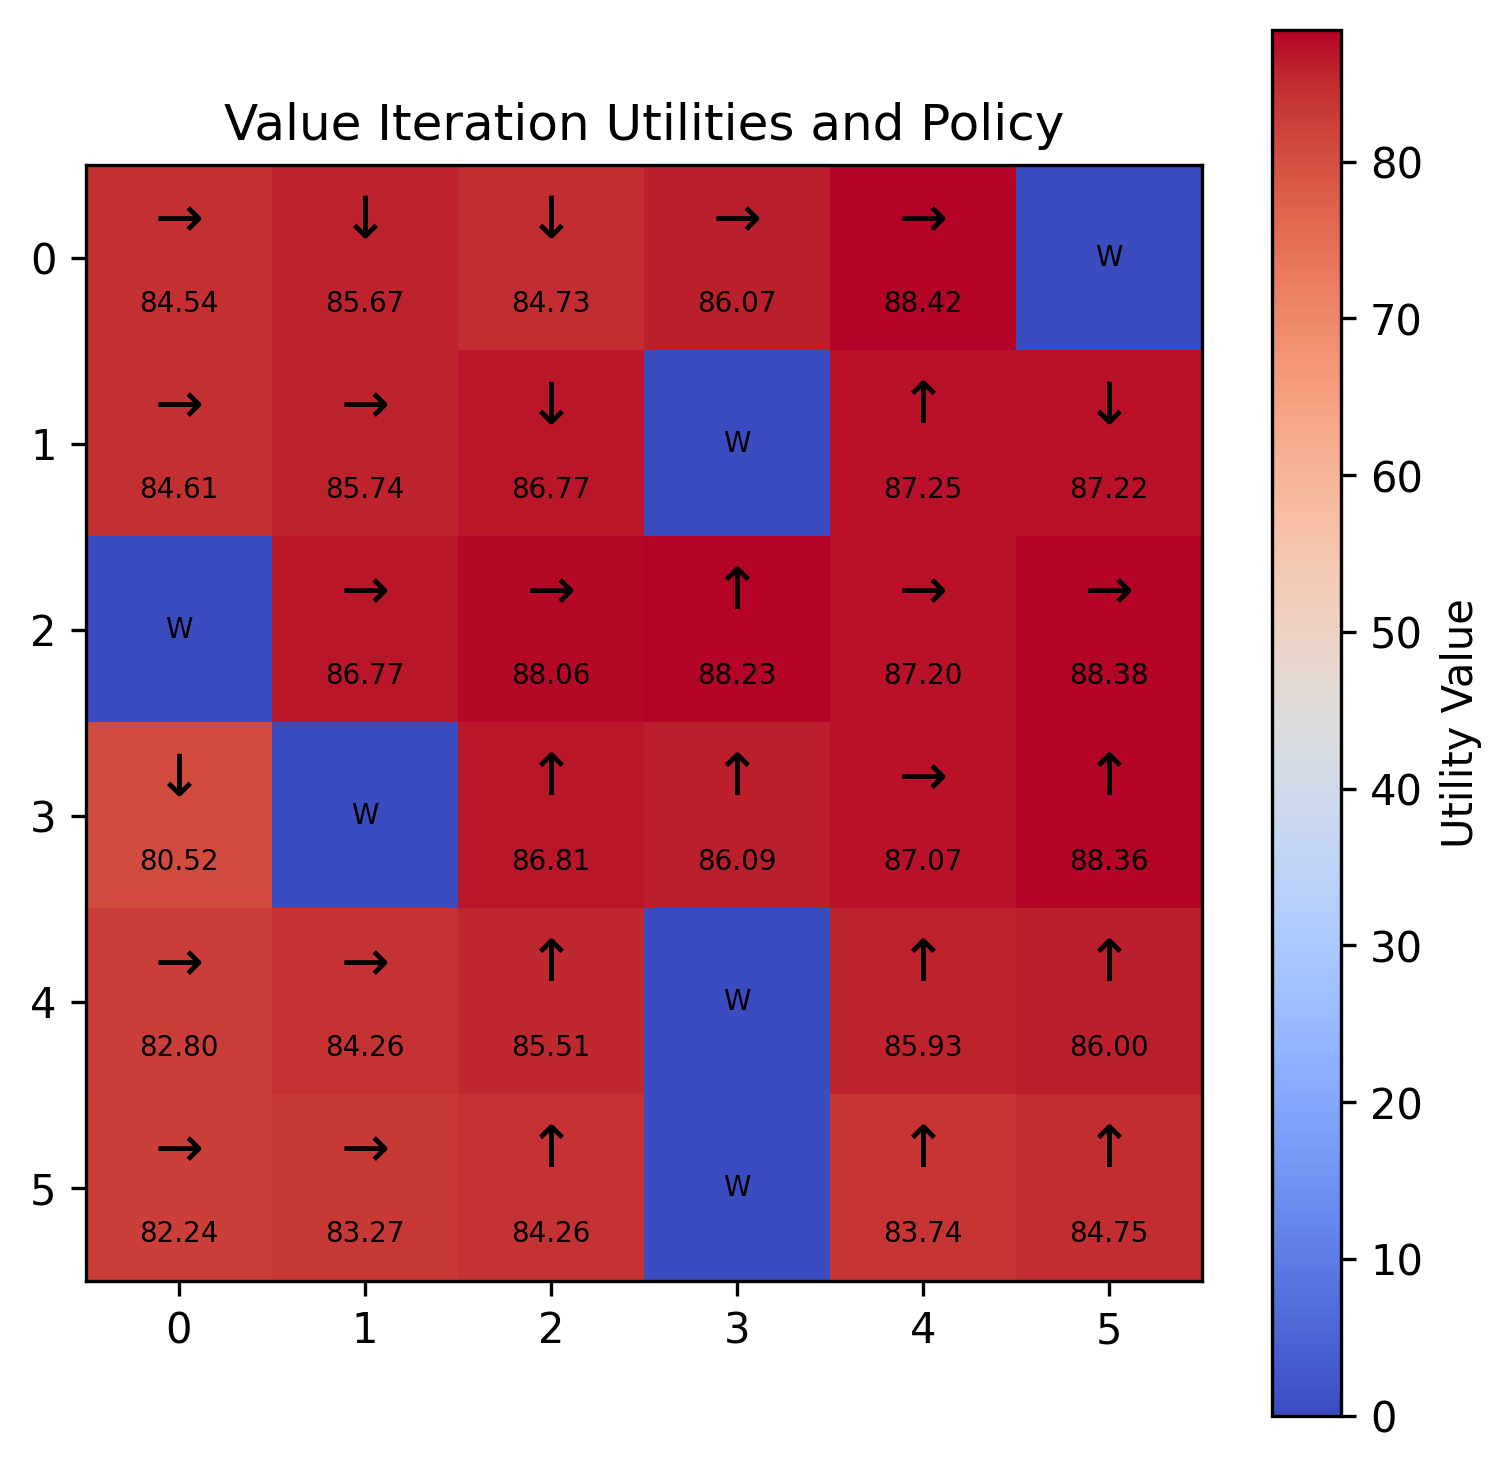 Value Iteration Utilities and Policy
→ ↓ ↓ → →
0 W
84.54 85.67 84.73 86.07 88.42
→ → ↓ ↑ ↓
1 W
84.61 85.74 86.77 87.25 87.22
→ → ↑ → →
2 W
86.77 88.06 88.23 87.20 88.38
↓ ↑ ↑ → ↑
3 W
80.52 86.81 86.09 87.07 88.36
→ → ↑ ↑ ↑
4 W
82.80 84.26 85.51 85.93 86.00
→ → ↑ ↑ ↑
5 W
82.24 83.27 84.26 83.74 84.75
0 1 2 3 4 5
80
70
60
50
40
30
20
10
0
Utility Value